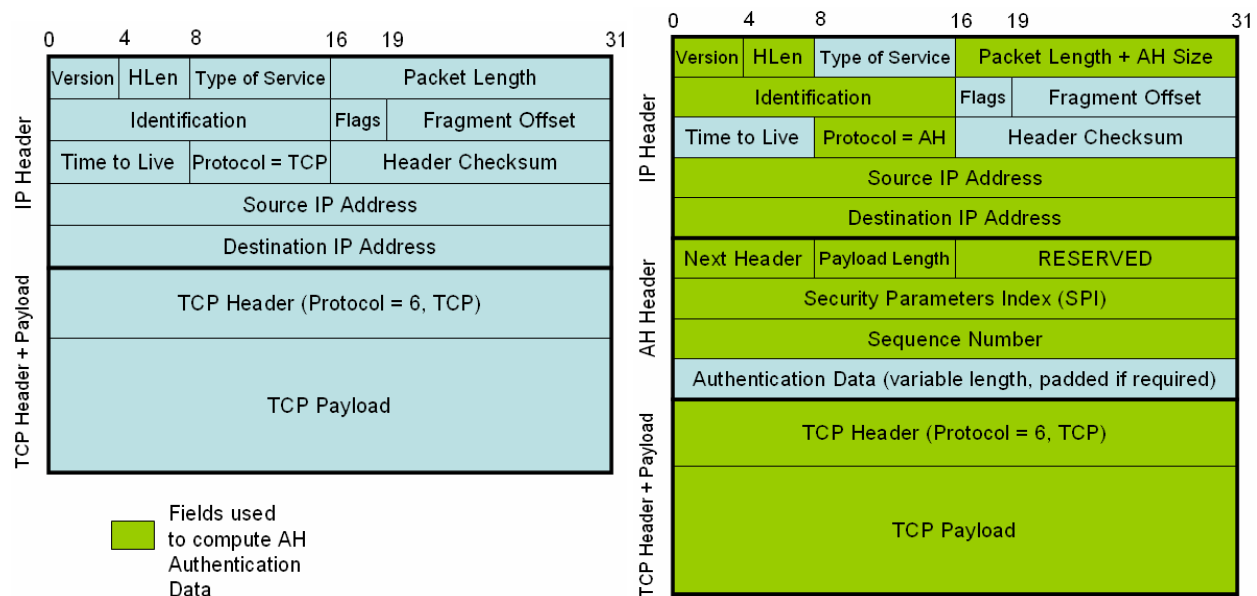 0 4 8 16 19 31
Version HLen Type of Service Packet Length
Identification Flags Fragment Offset
Time to Live Protocol = TCP Header Checksum
Source IP Address
Destination IP Address
IP Header
TCP Header (Protocol = 6, TCP)
TCP Payload
TCP Header + Payload
Fields used
to compute AH
Authentication
Data
0 4 8 16 19 31
Version HLen Type of Service Packet Length + AH Size
Identification Flags Fragment Offset
Time to Live Protocol = AH Header Checksum
Source IP Address
Destination IP Address
IP Header
Next Header Payload Length RESERVED
Security Parameters Index (SPI)
Sequence Number
Authentication Data (variable length, padded if required)
AH Header
TCP Header (Protocol = 6, TCP)
TCP Payload
TCP Header + Payload